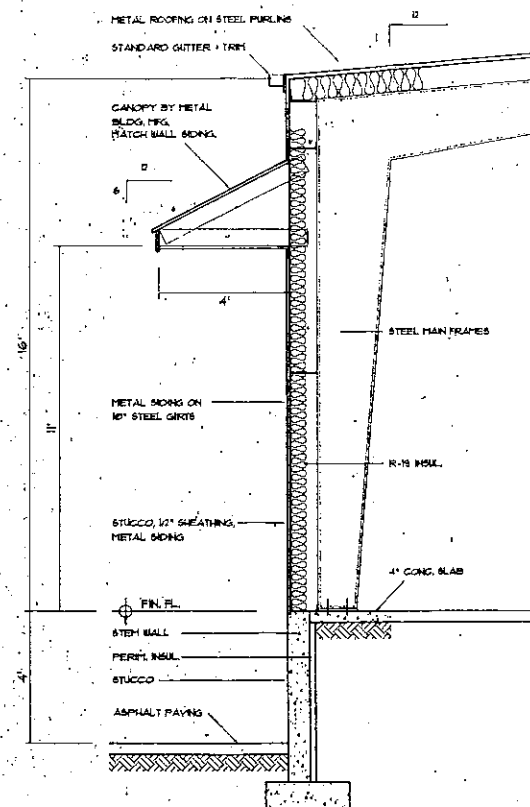 METAL ROOFING ON STEEL PURLINS
12
STANDARD GUTTER + TRIM
CANOPY BY METAL
BLDG. MFG.
MATCH WALL SIDING.
12
6
4'
16'
11'
STEEL MAIN FRAMES
METAL SIDING ON
STEEL GIRTS
R-19 INSUL.
STUCCO, 1/2" SHEATHING,
METAL SIDING
4" CONC. SLAB
FIN. FL.
STEM WALL
PERIM. INSUL.
4'
STUCCO
ASPHALT PAVING